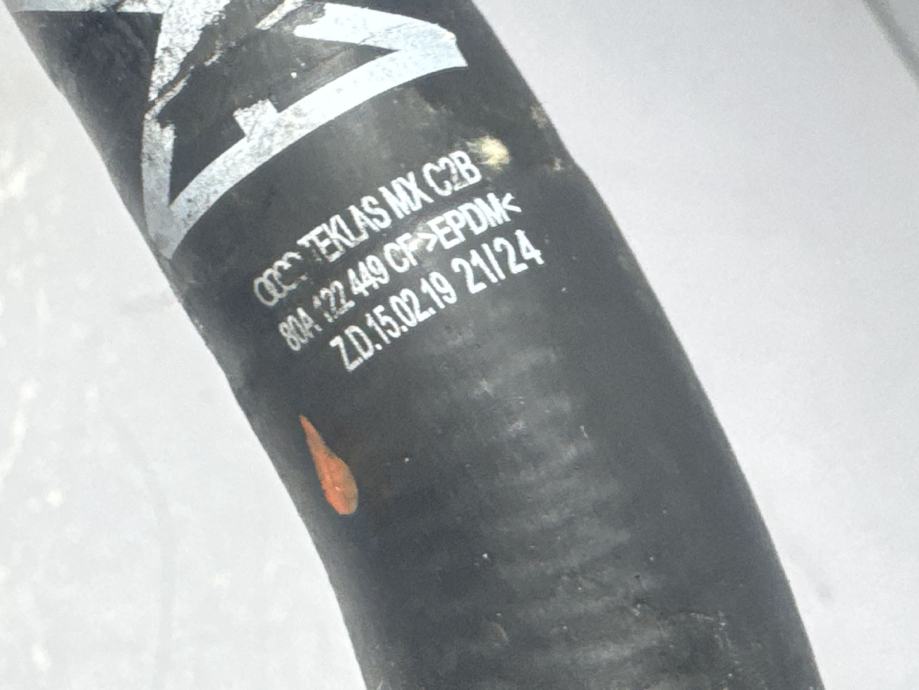 TEKLAS MX C2B
80A 122 449 CF >EPDM<
Z.D.15.02.19 21/24